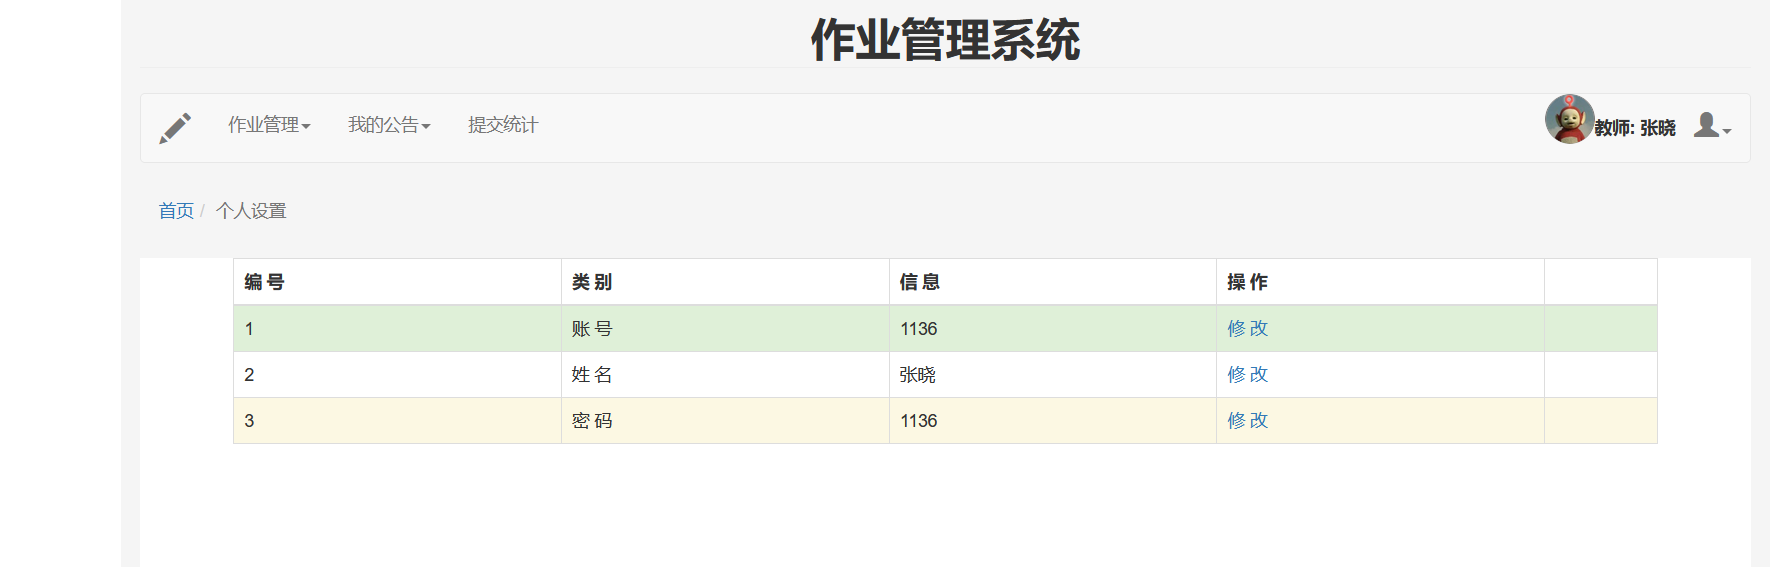 作业管理系统
作业管理 我的公告 提交统计 教师: 张晓
首页 / 个人设置
编 号 类 别 信 息 操 作
1 账 号 1136 修 改
2 姓 名 张晓 修 改
3 密 码 1136 修 改